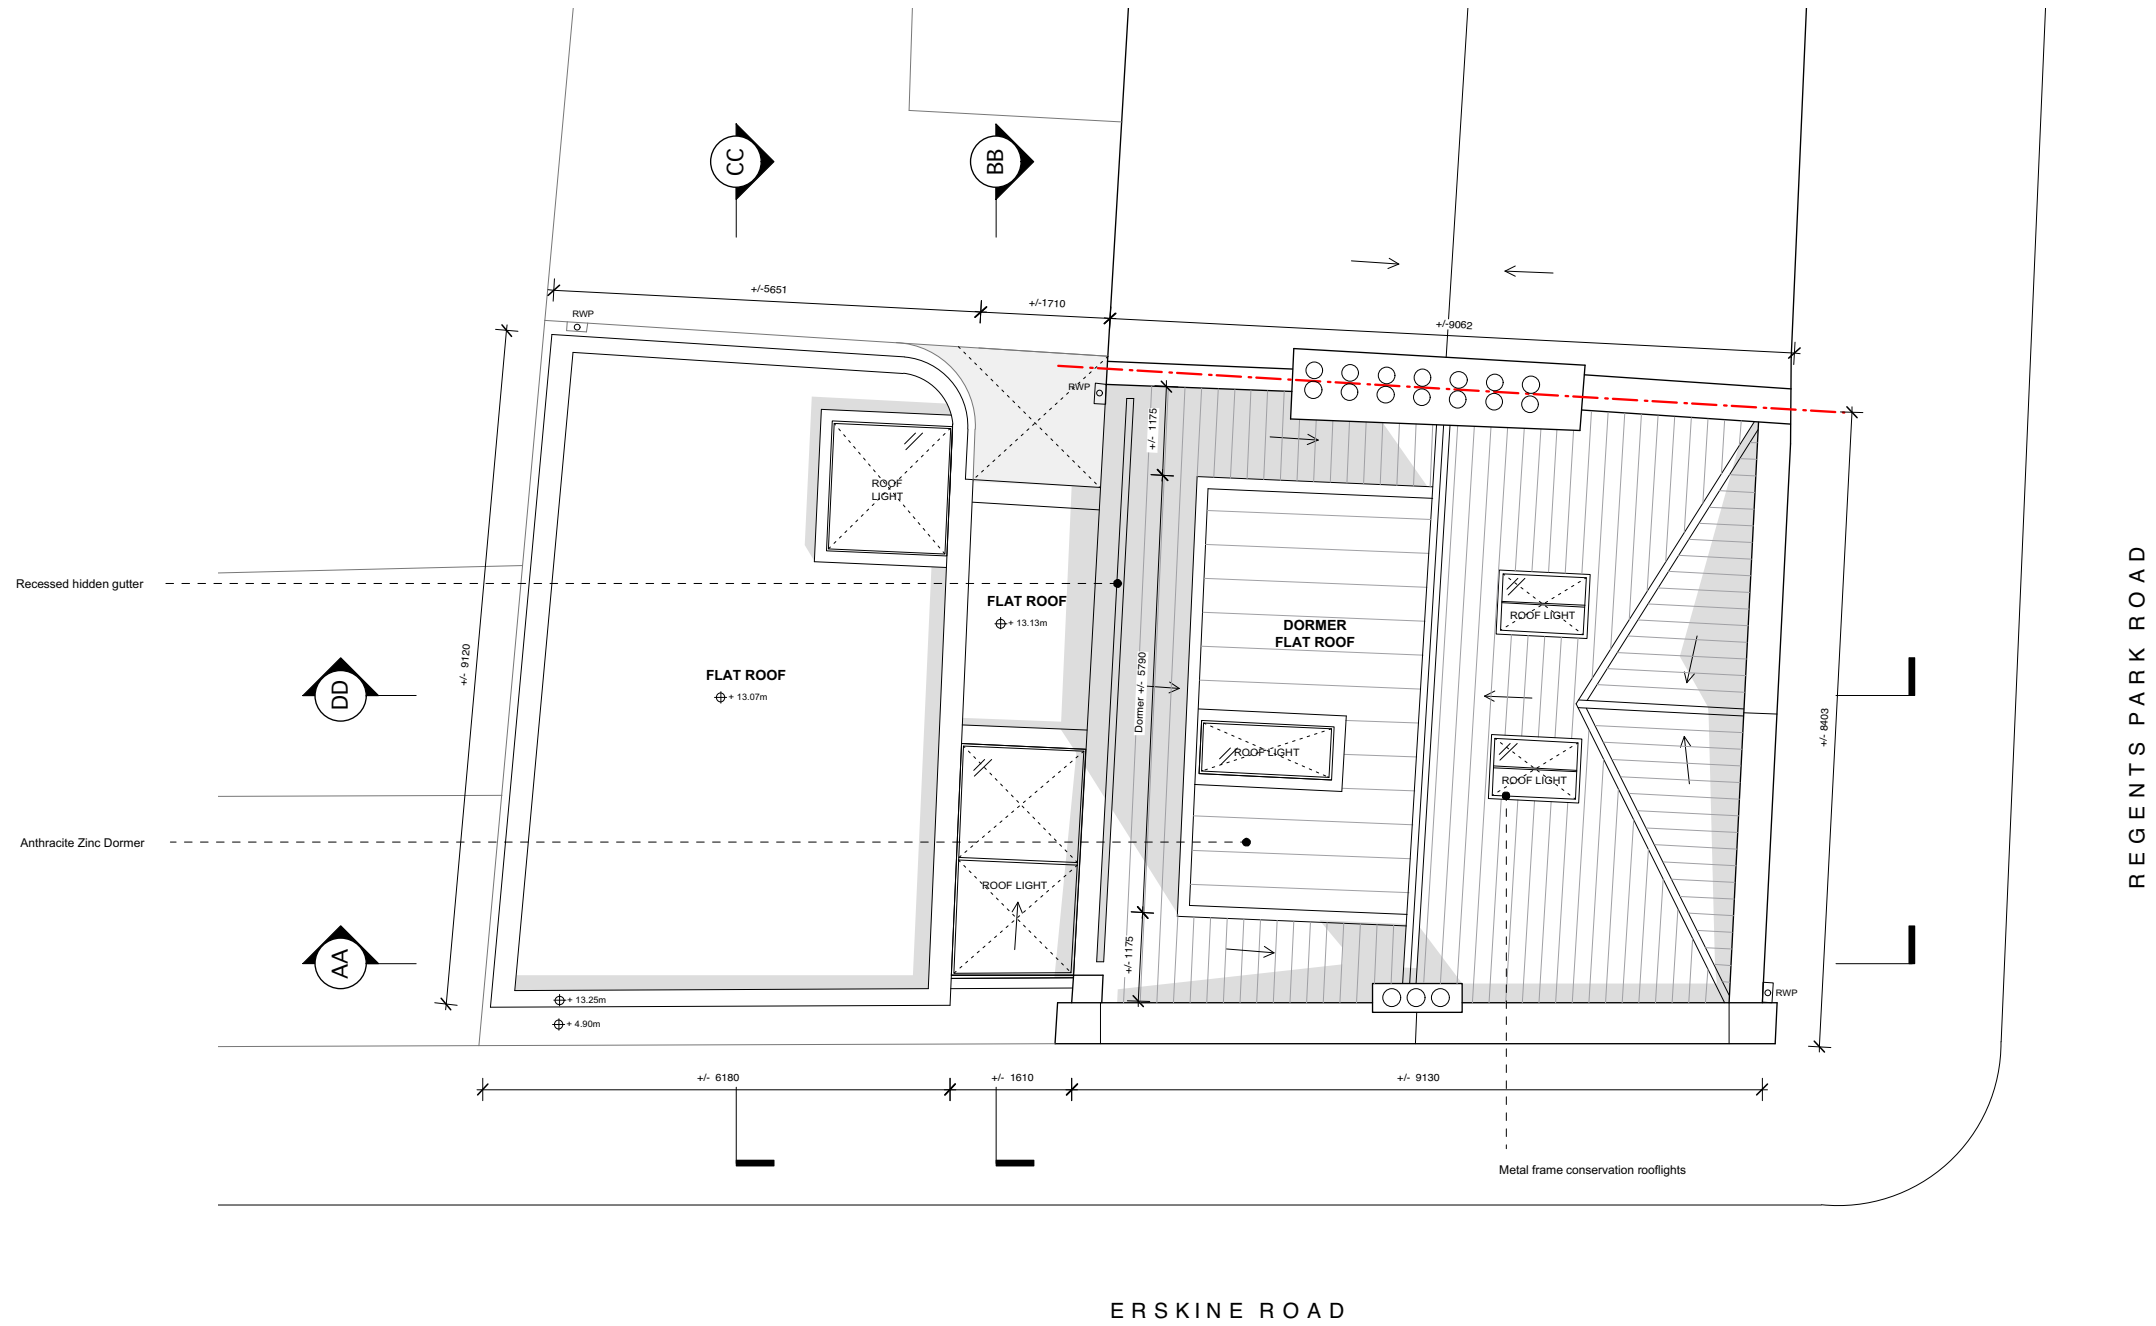 CC
BB
+/-5651
+/-1710
+/-9062
RWP
RWP
+/- 1175
ROOF
LIGHT
Recessed hidden gutter
FLAT ROOF
+ 13.13m
DORMER
FLAT ROOF
ROOF LIGHT
+/- 9120
FLAT ROOF
+ 13.07m
DD
Dormer +/- 5790
ROOF LIGHT
ROOF LIGHT
+/- 8403
REGENTS PARK ROAD
Anthracite Zinc Dormer
ROOF LIGHT
AA
+/- 1175
+ 13.25m
+ 4.90m
RWP
+/- 6180
+/- 1610
+/- 9130
Metal frame conservation rooflights
ERSKINE ROAD